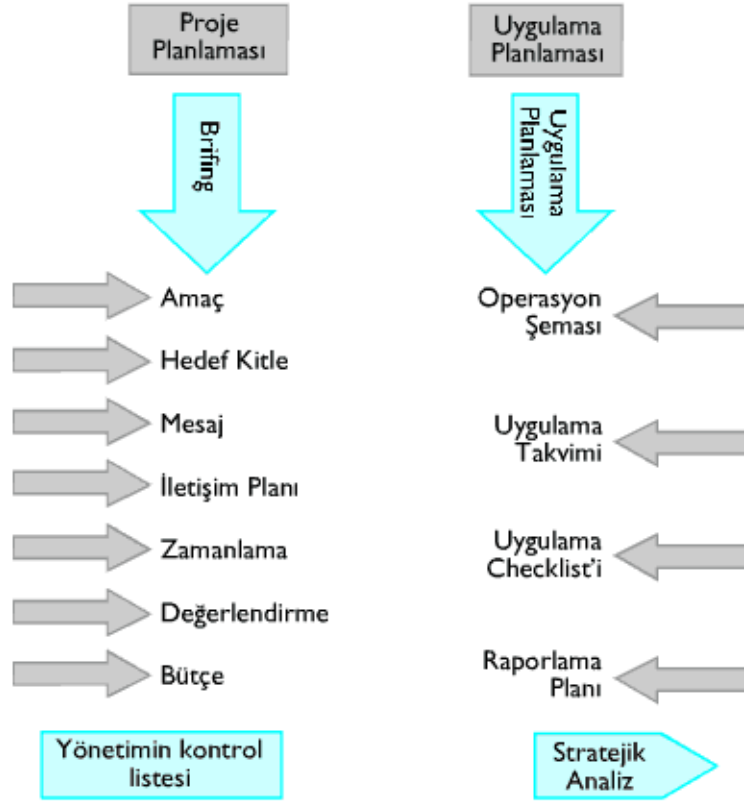 Proje
Planlaması
Brifing
Amaç
Hedef Kitle
Mesaj
İletişim Planı
Zamanlama
Değerlendirme
Bütçe
Yönetimin kontrol
listesi
Uygulama
Planlaması
Uygulama
Planlaması
Operasyon
Şeması
Uygulama
Takvimi
Uygulama
Checklist'i
Raporlama
Planı
Stratejik
Analiz